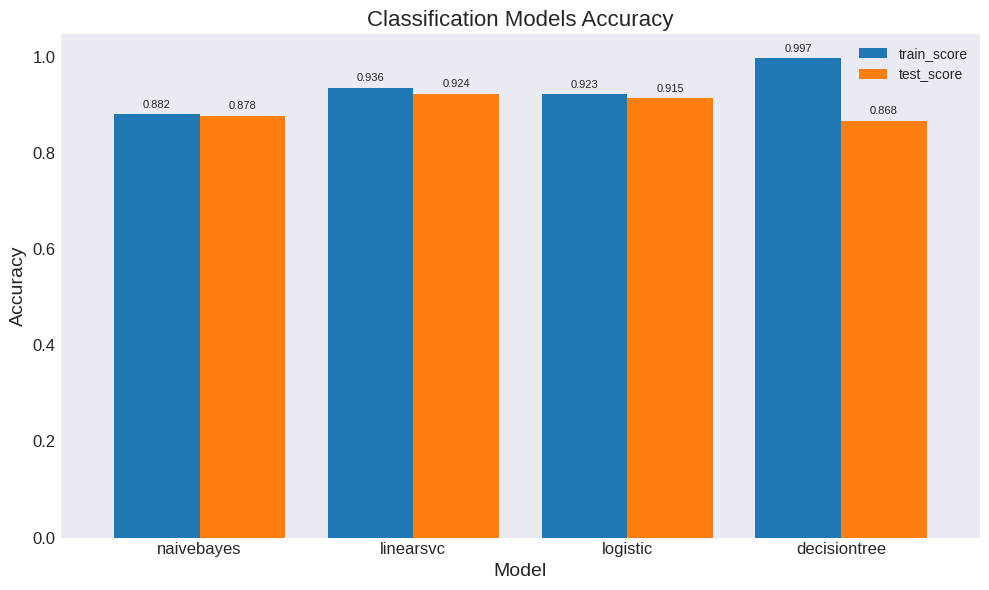 Classification Models Accuracy
train_score
test_score
0.882
0.878
0.936
0.924
0.923
0.915
0.997
0.868
Accuracy
1.0
0.8
0.6
0.4
0.2
0.0
naivebayes
linearsvc
logistic
decisiontree
Model